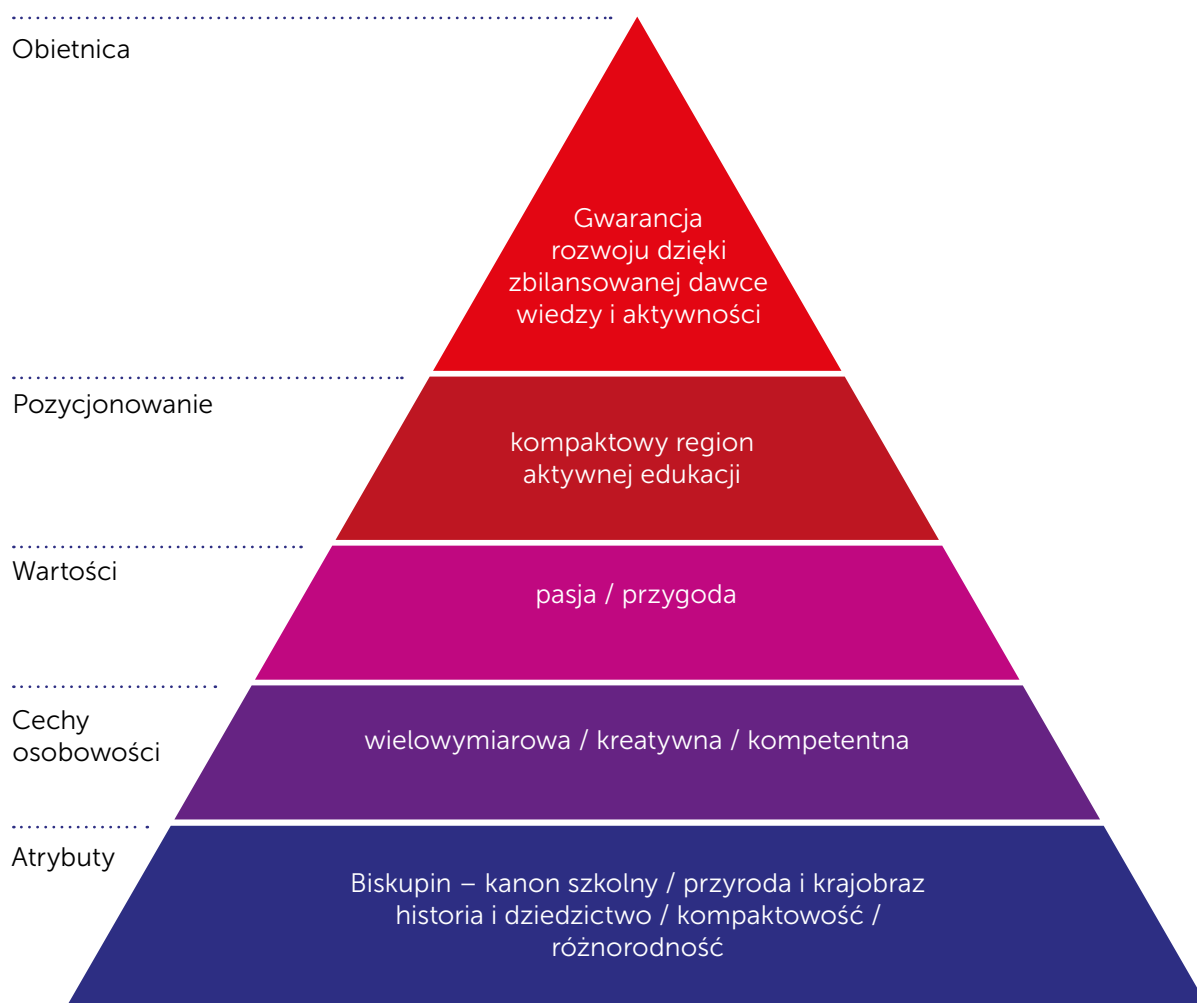 Obietnica
Gwarancja
rozwoju dzięki
zbilansowanej dawce
wiedzy i aktywności
Pozycjonowanie
kompaktowy region
aktywnej edukacji
Wartości
pasja / przygoda
Cechy
osobowości
wielowymiarowa / kreatywna / kompetentna
Atrybuty
Biskupin – kanon szkolny / przyroda i krajobraz
historia i dziedzictwo / kompaktowość /
różnorodność